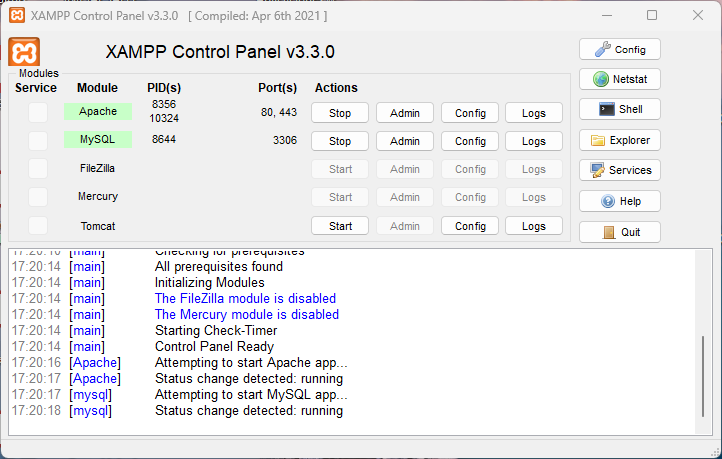 XAMPP Control Panel v3.3.0 [ Compiled: Apr 6th 2021 ]
XAMPP Control Panel v3.3.0
Config
Modules
Service Module PID(s) Port(s) Actions
Netstat
Apache 8356 10324 80, 443 Stop Admin Config Logs
Shell
MySQL 8644 3306 Stop Admin Config Logs
Explorer
FileZilla Start Admin Config Logs
Services
Mercury Start Admin Config Logs
Help
Tomcat Start Admin Config Logs
Quit
17:20:10 [main] Checking for prerequisites
17:20:14 [main] All prerequisites found
17:20:14 [main] Initializing Modules
17:20:14 [main] The FileZilla module is disabled
17:20:14 [main] The Mercury module is disabled
17:20:14 [main] Starting Check-Timer
17:20:14 [main] Control Panel Ready
17:20:16 [Apache] Attempting to start Apache app...
17:20:17 [Apache] Status change detected: running
17:20:17 [mysql] Attempting to start MySQL app...
17:20:18 [mysql] Status change detected: running